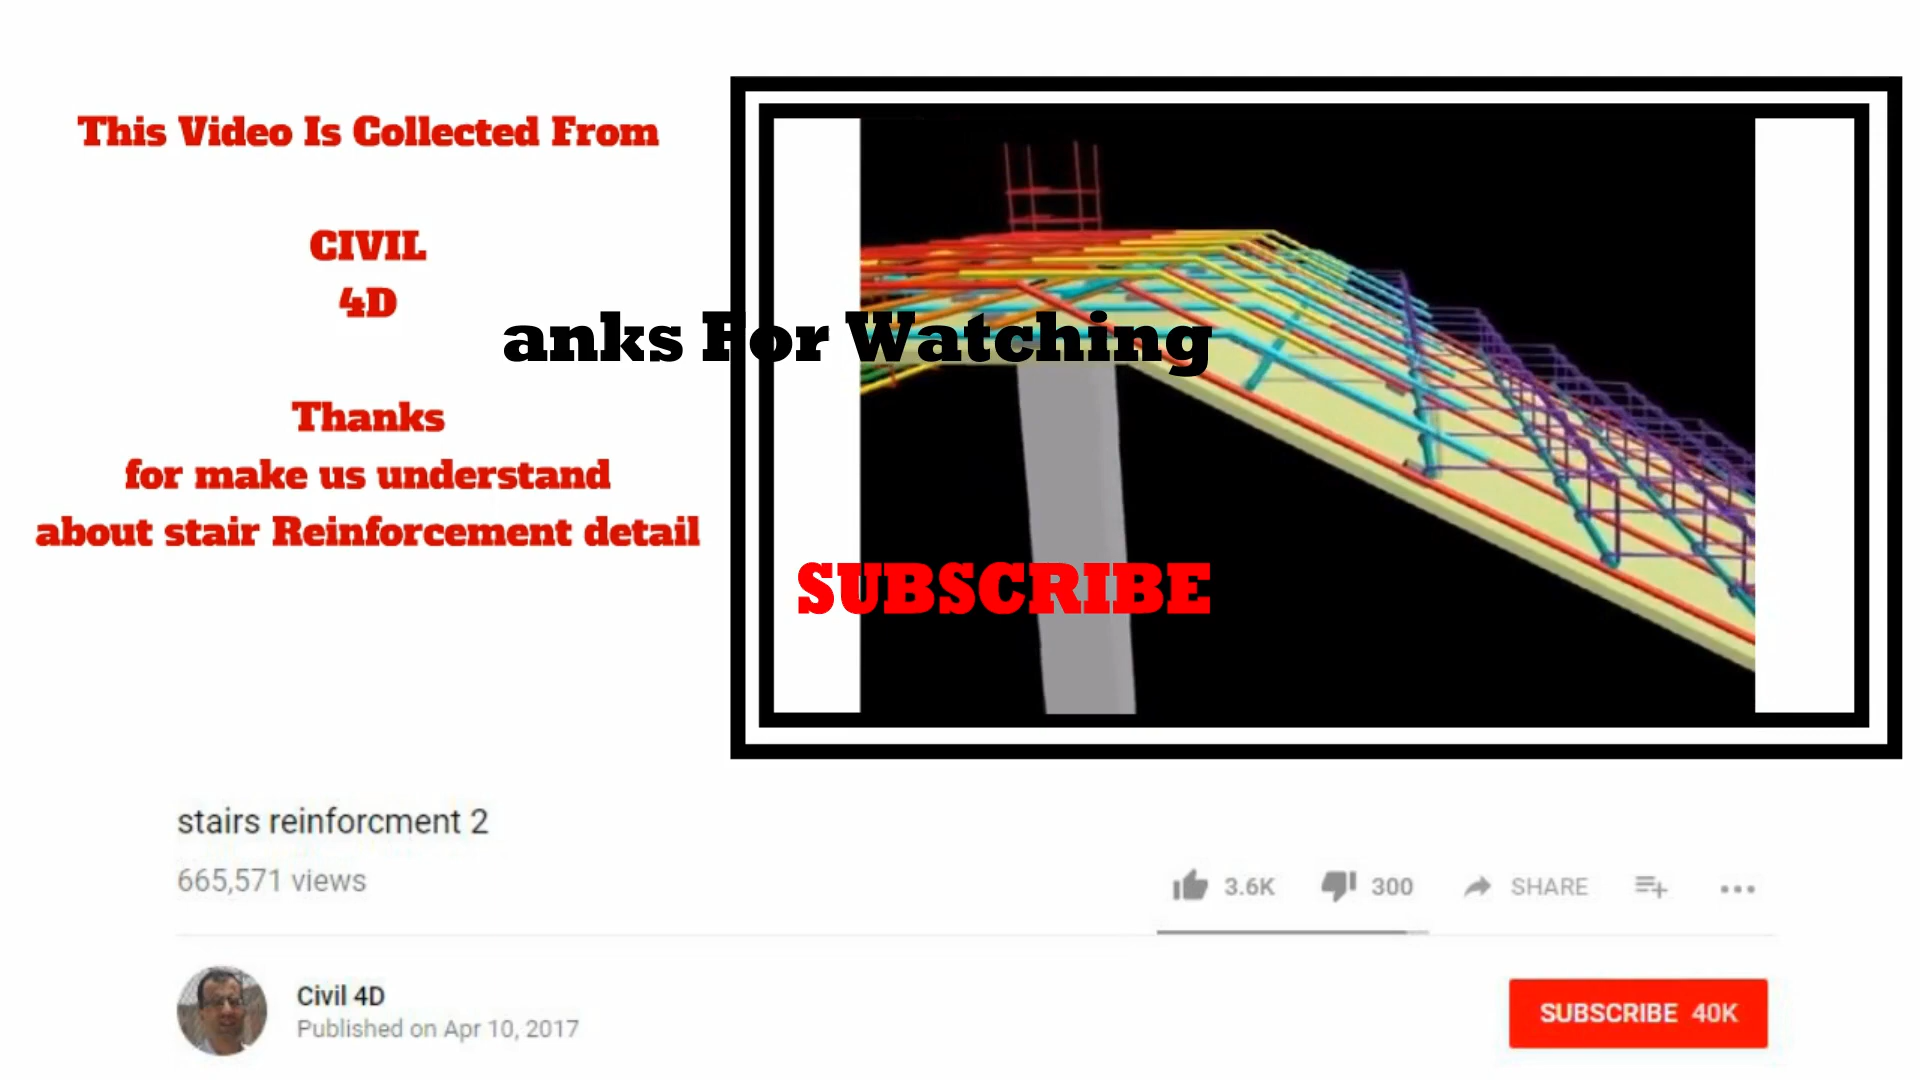 This Video Is Collected From
CIVIL
4D
Thanks
for make us understand
about stair Reinforcement detail
anks For Watching
SUBSCRIBE
stairs reinforcment 2
665,571 views
3.6K
300
SHARE
Civil 4D
Published on Apr 10, 2017
SUBSCRIBE 40K